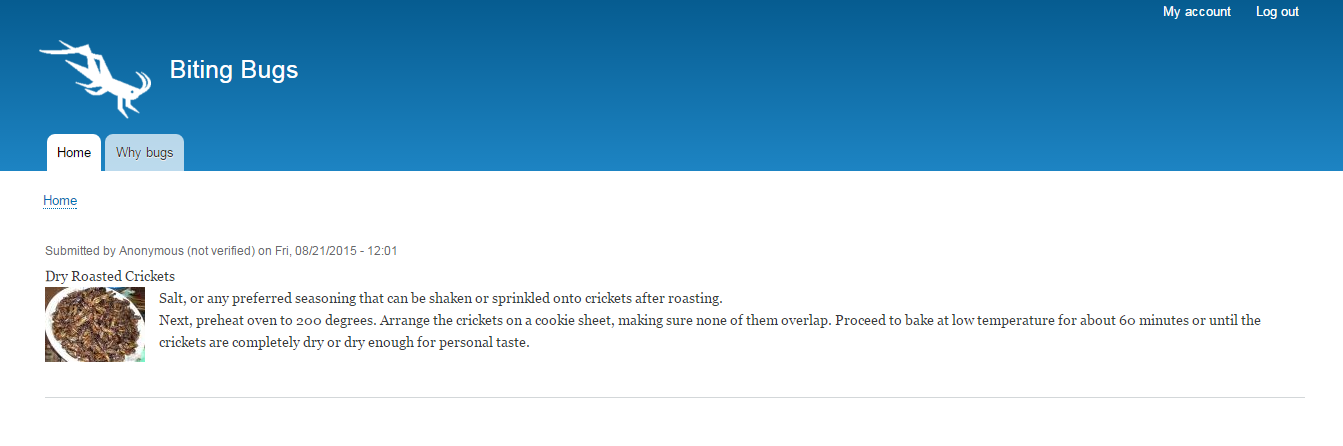 My account Log out
Biting Bugs
Home Why bugs
Home
Submitted by Anonymous (not verified) on Fri, 08/21/2015 - 12:01
Dry Roasted Crickets
Salt, or any preferred seasoning that can be shaken or sprinkled onto crickets after roasting.
Next, preheat oven to 200 degrees. Arrange the crickets on a cookie sheet, making sure none of them overlap. Proceed to bake at low temperature for about 60 minutes or until the
crickets are completely dry or dry enough for personal taste.